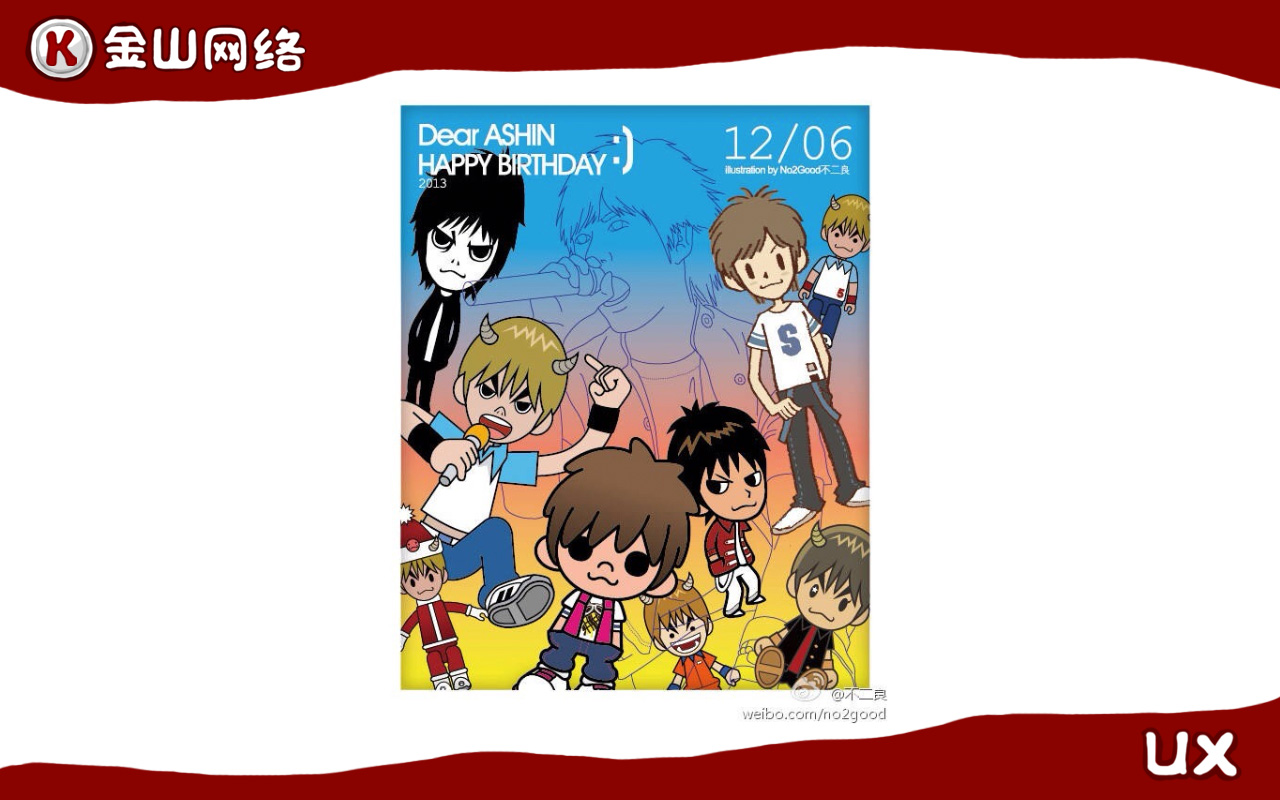 K 金山网络
Dear ASHIN
HAPPY BIRTHDAY :)
2013
12/06
illustration by No2Good不二良
5
S
@不二良
weibo.com/no2good
UX